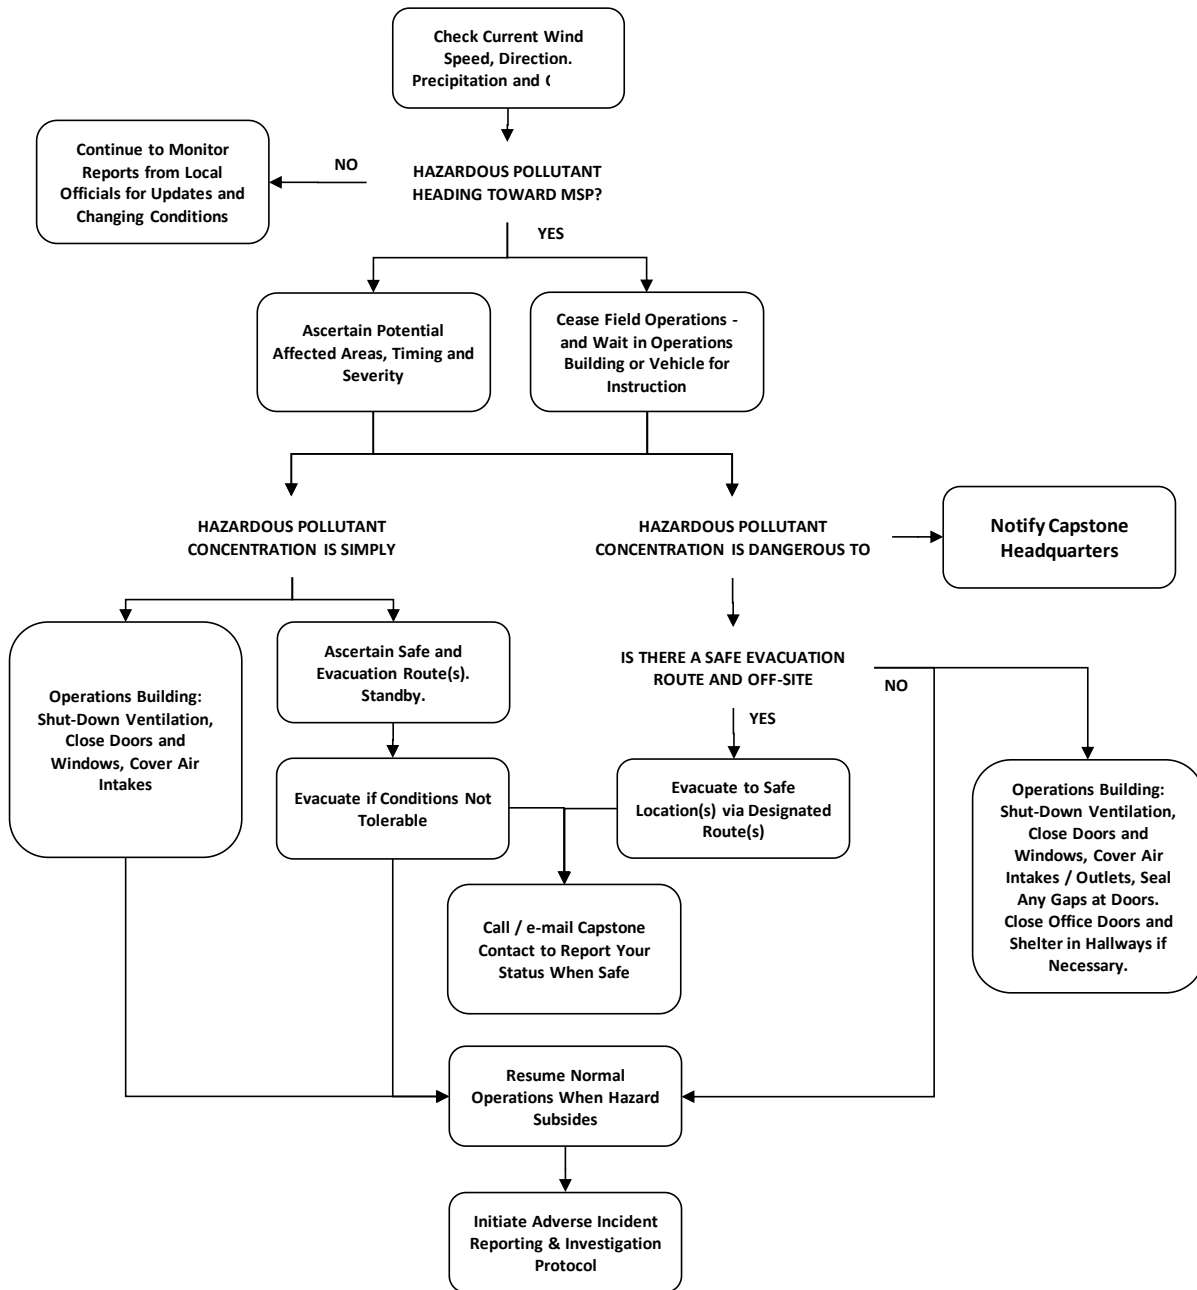 Check Current Wind
Speed, Direction.
Precipitation and
Continue to Monitor
Reports from Local
Officials for Updates and
Changing Conditions
NO
HAZARDOUS POLLUTANT
HEADING TOWARD MSP?
YES
Ascertain Potential
Affected Areas, Timing and
Severity
Cease Field Operations -
and Wait in Operations
Building or Vehicle for
Instruction
HAZARDOUS POLLUTANT
CONCENTRATION IS SIMPLY
HAZARDOUS POLLUTANT
CONCENTRATION IS DANGEROUS TO
Notify Capstone
Headquarters
Operations Building:
Shut-Down Ventilation,
Close Doors and
Windows, Cover Air
Intakes
Ascertain Safe and
Evacuation Route(s).
Standby.
IS THERE A SAFE EVACUATION
ROUTE AND OFF-SITE
NO
YES
Evacuate if Conditions Not
Tolerable
Evacuate to Safe
Location(s) via Designated
Route(s)
Operations Building:
Shut-Down Ventilation,
Close Doors and
Windows, Cover Air
Intakes / Outlets, Seal
Any Gaps at Doors.
Close Office Doors and
Shelter in Hallways if
Necessary.
Call / e-mail Capstone
Contact to Report Your
Status When Safe
Resume Normal
Operations When Hazard
Subsides
Initiate Adverse Incident
Reporting & Investigation
Protocol